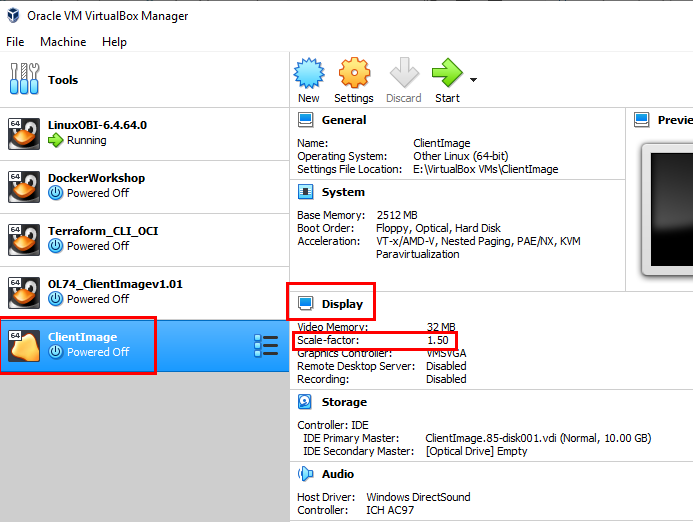 Oracle VM VirtualBox Manager
File Machine Help
Tools
New Settings Discard Start
64 LinuxOBI-6.4.64.0
Running
64 DockerWorkshop
Powered Off
64 Terraform_CLI_OCI
Powered Off
64 OL74_ClientImagev1.01
Powered Off
64 ClientImage
Powered Off
General
Name: ClientImage
Operating System: Other Linux (64-bit)
Settings File Location: E:\VirtualBox VMs\ClientImage
System
Base Memory: 2512 MB
Boot Order: Floppy, Optical, Hard Disk
Acceleration: VT-x/AMD-V, Nested Paging, PAE/NX, KVM
Paravirtualization
Display
Video Memory: 32 MB
Scale-factor: 1.50
Graphics Controller: VMSVGA
Remote Desktop Server: Disabled
Recording: Disabled
Storage
Controller: IDE
IDE Primary Master: ClientImage.85-disk001.vdi (Normal, 10.00 GB)
IDE Secondary Master: [Optical Drive] Empty
Audio
Host Driver: Windows DirectSound
Controller: ICH AC97
Previe